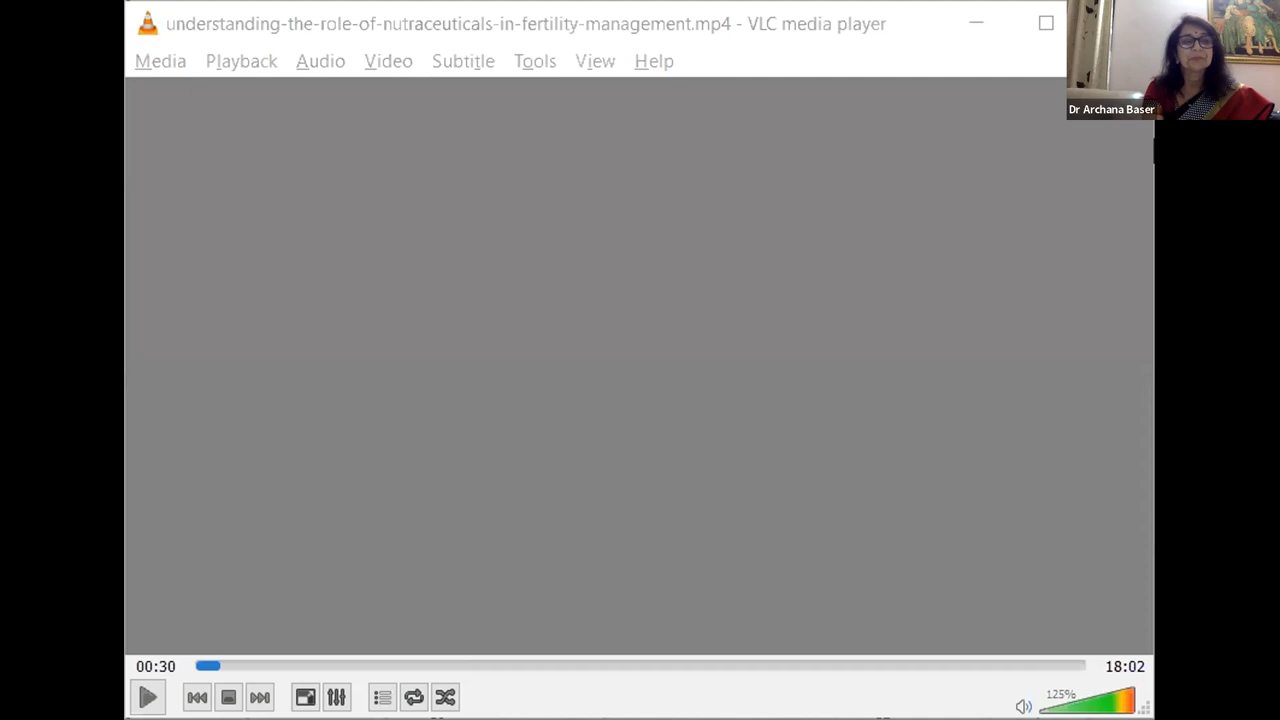 understanding-the-role-of-nutraceuticals-in-fertility-management.mp4 - VLC media player
Media Playback Audio Video Subtitle Tools View Help
Dr Archana Baser
00:30 18:02
125%